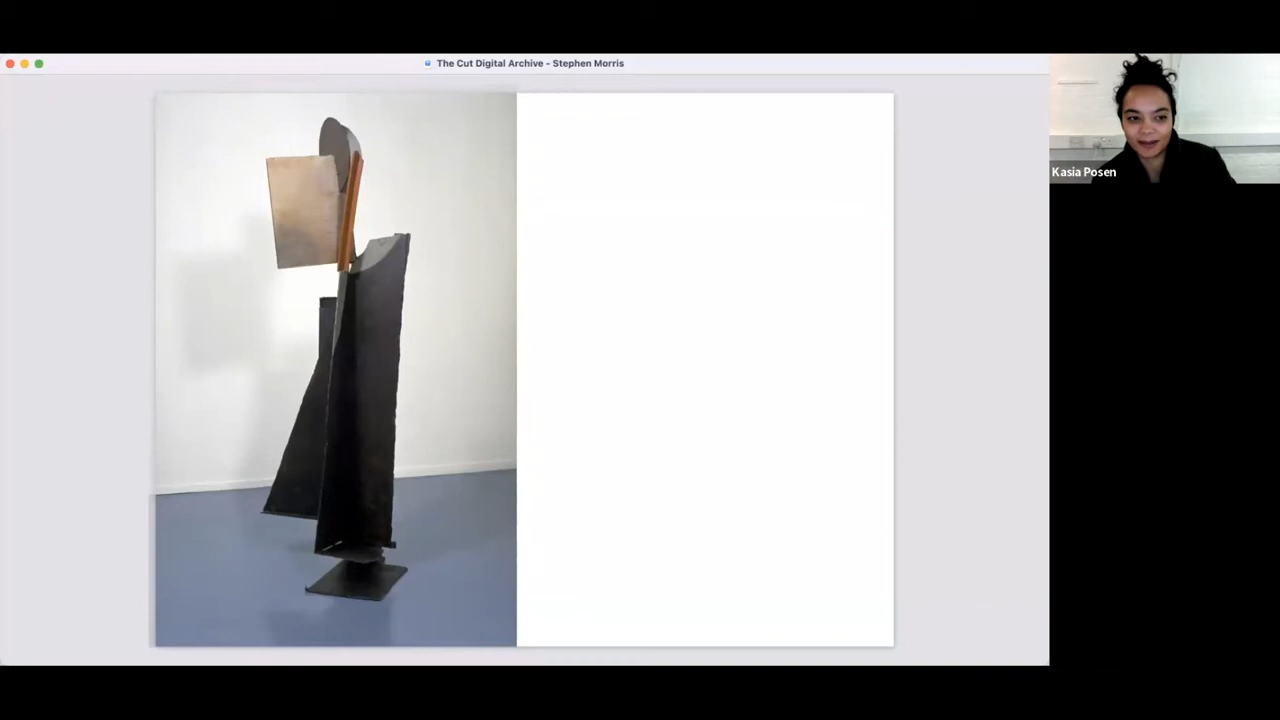 The Cut Digital Archive - Stephen Morris
Kasia Posen